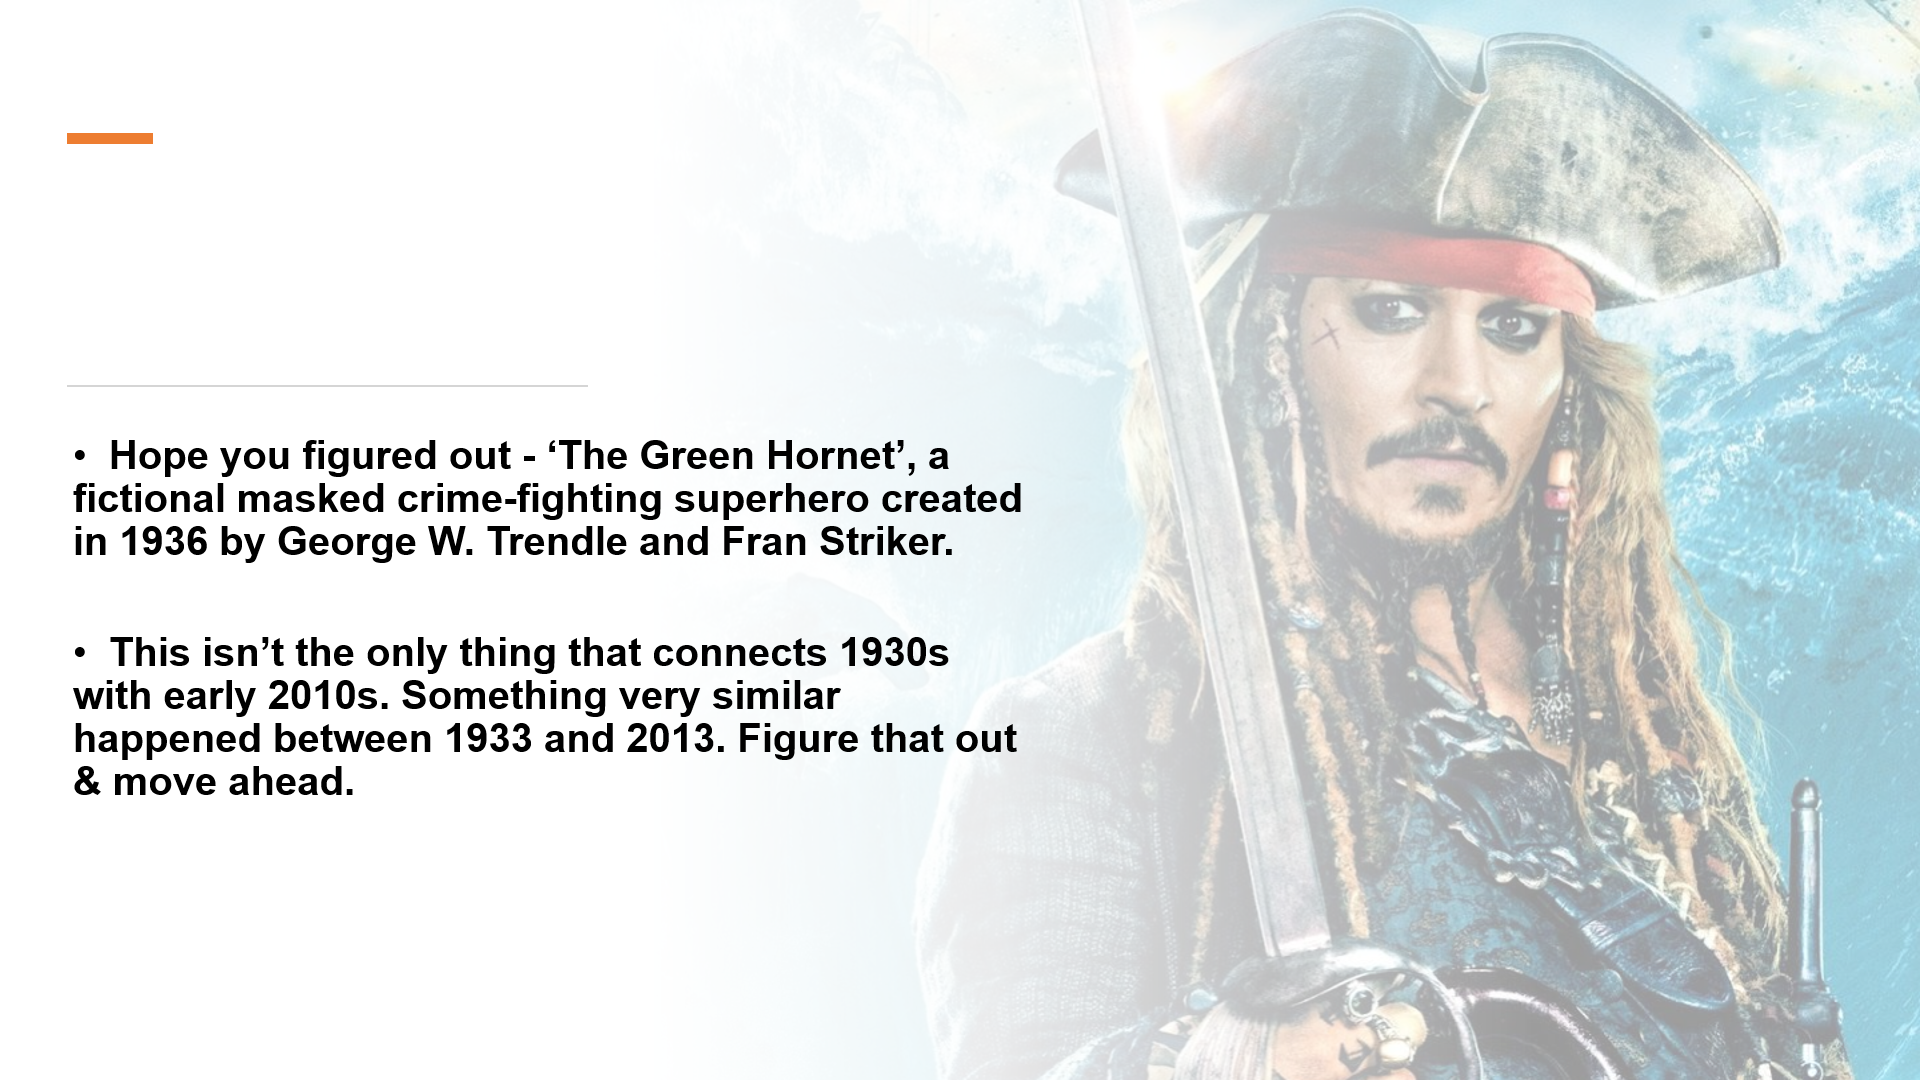 • Hope you figured out - ‘The Green Hornet’, a
fictional masked crime-fighting superhero created
in 1936 by George W. Trendle and Fran Striker.
• This isn’t the only thing that connects 1930s
with early 2010s. Something very similar
happened between 1933 and 2013. Figure that out
& move ahead.